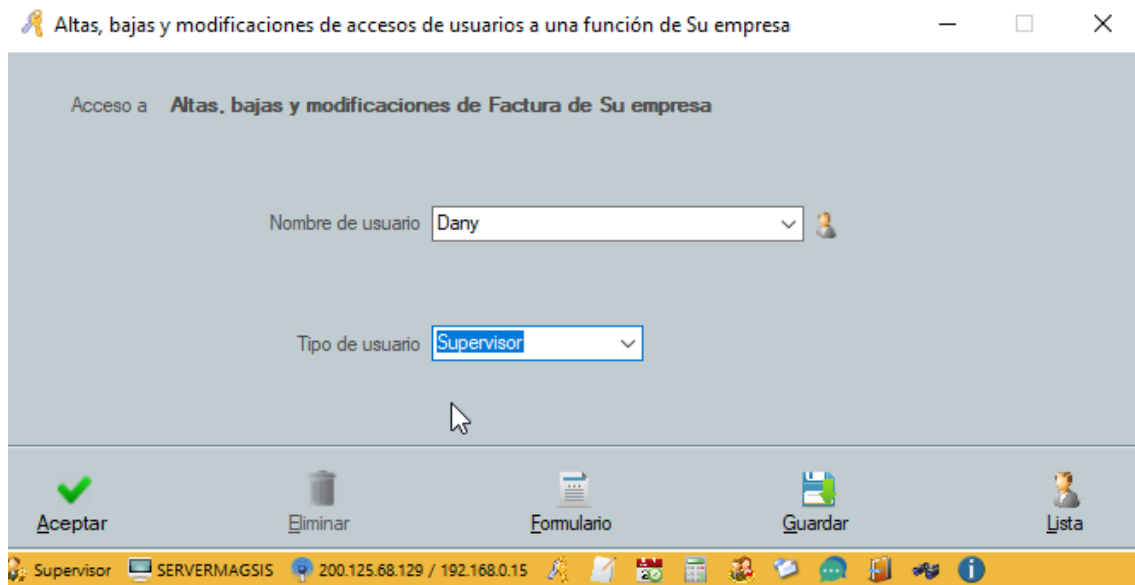 Altas, bajas y modificaciones de accesos de usuarios a una función de Su empresa
Acceso a Altas, bajas y modificaciones de Factura de Su empresa
Nombre de usuario Dany
Tipo de usuario Supervisor
Aceptar Eliminar Formulario Guardar Lista
Supervisor SERVERMAGSIS 200.125.68.129 / 192.168.0.15